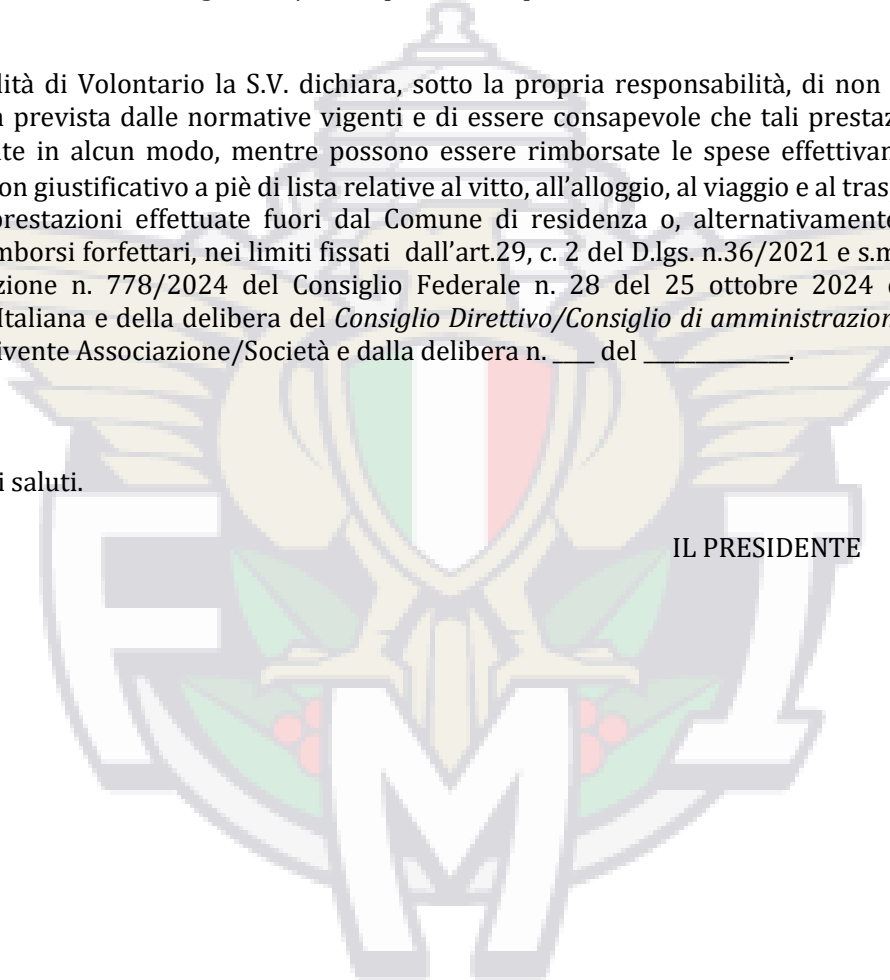 lità di Volontario la S.V. dichiara, sotto la propria responsabilità, di non
prevista dalle normative vigenti e di essere consapevole che tali prestaz
te in alcun modo, mentre possono essere rimborsate le spese effettivam
on giustificativo a piè di lista relative al vitto, all’alloggio, al viaggio e al tras
prestazioni effettuate fuori dal Comune di residenza o, alternativamente
mborsi forfettari, nei limiti fissati dall’art.29, c. 2 del D.lgs. n.36/2021 e s.m
zione n. 778/2024 del Consiglio Federale n. 28 del 25 ottobre 2024
Italiana e della delibera del Consiglio Direttivo/Consiglio di amministrazion
ivente Associazione/Società e dalla delibera n. ____ del ______________.
i saluti.
IL PRESIDENTE
F M I